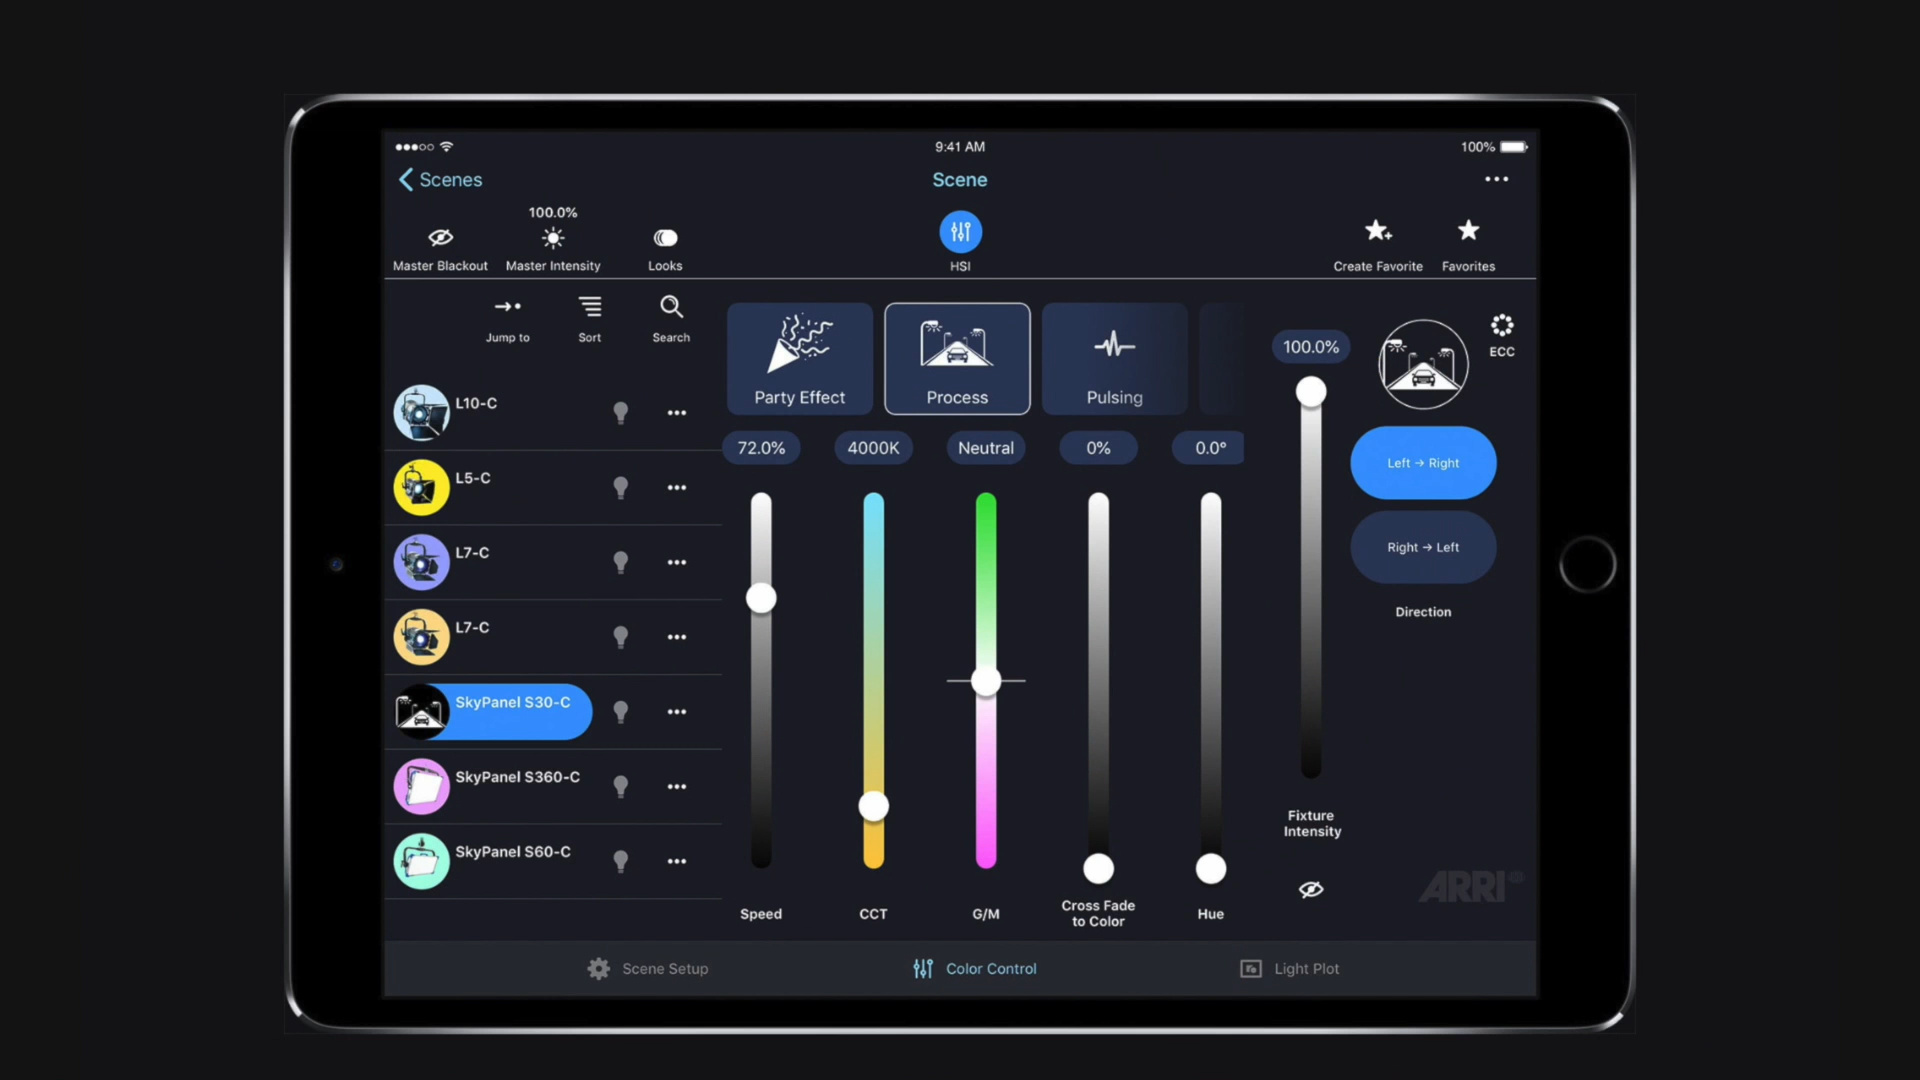 9:41 AM
100%
Scenes
Scene
100.0%
Master Blackout
Master Intensity
Looks
HSI
Create Favorite
Favorites
Jump to
Sort
Search
L10-C
L5-C
L7-C
L7-C
SkyPanel S30-C
SkyPanel S360-C
SkyPanel S60-C
Party Effect
Process
Pulsing
72.0%
4000K
Neutral
0%
0.0°
Speed
CCT
G/M
Cross Fade
to Color
Hue
100.0%
Fixture
Intensity
ECC
Left → Right
Right → Left
Direction
ARRI
Scene Setup
Color Control
Light Plot